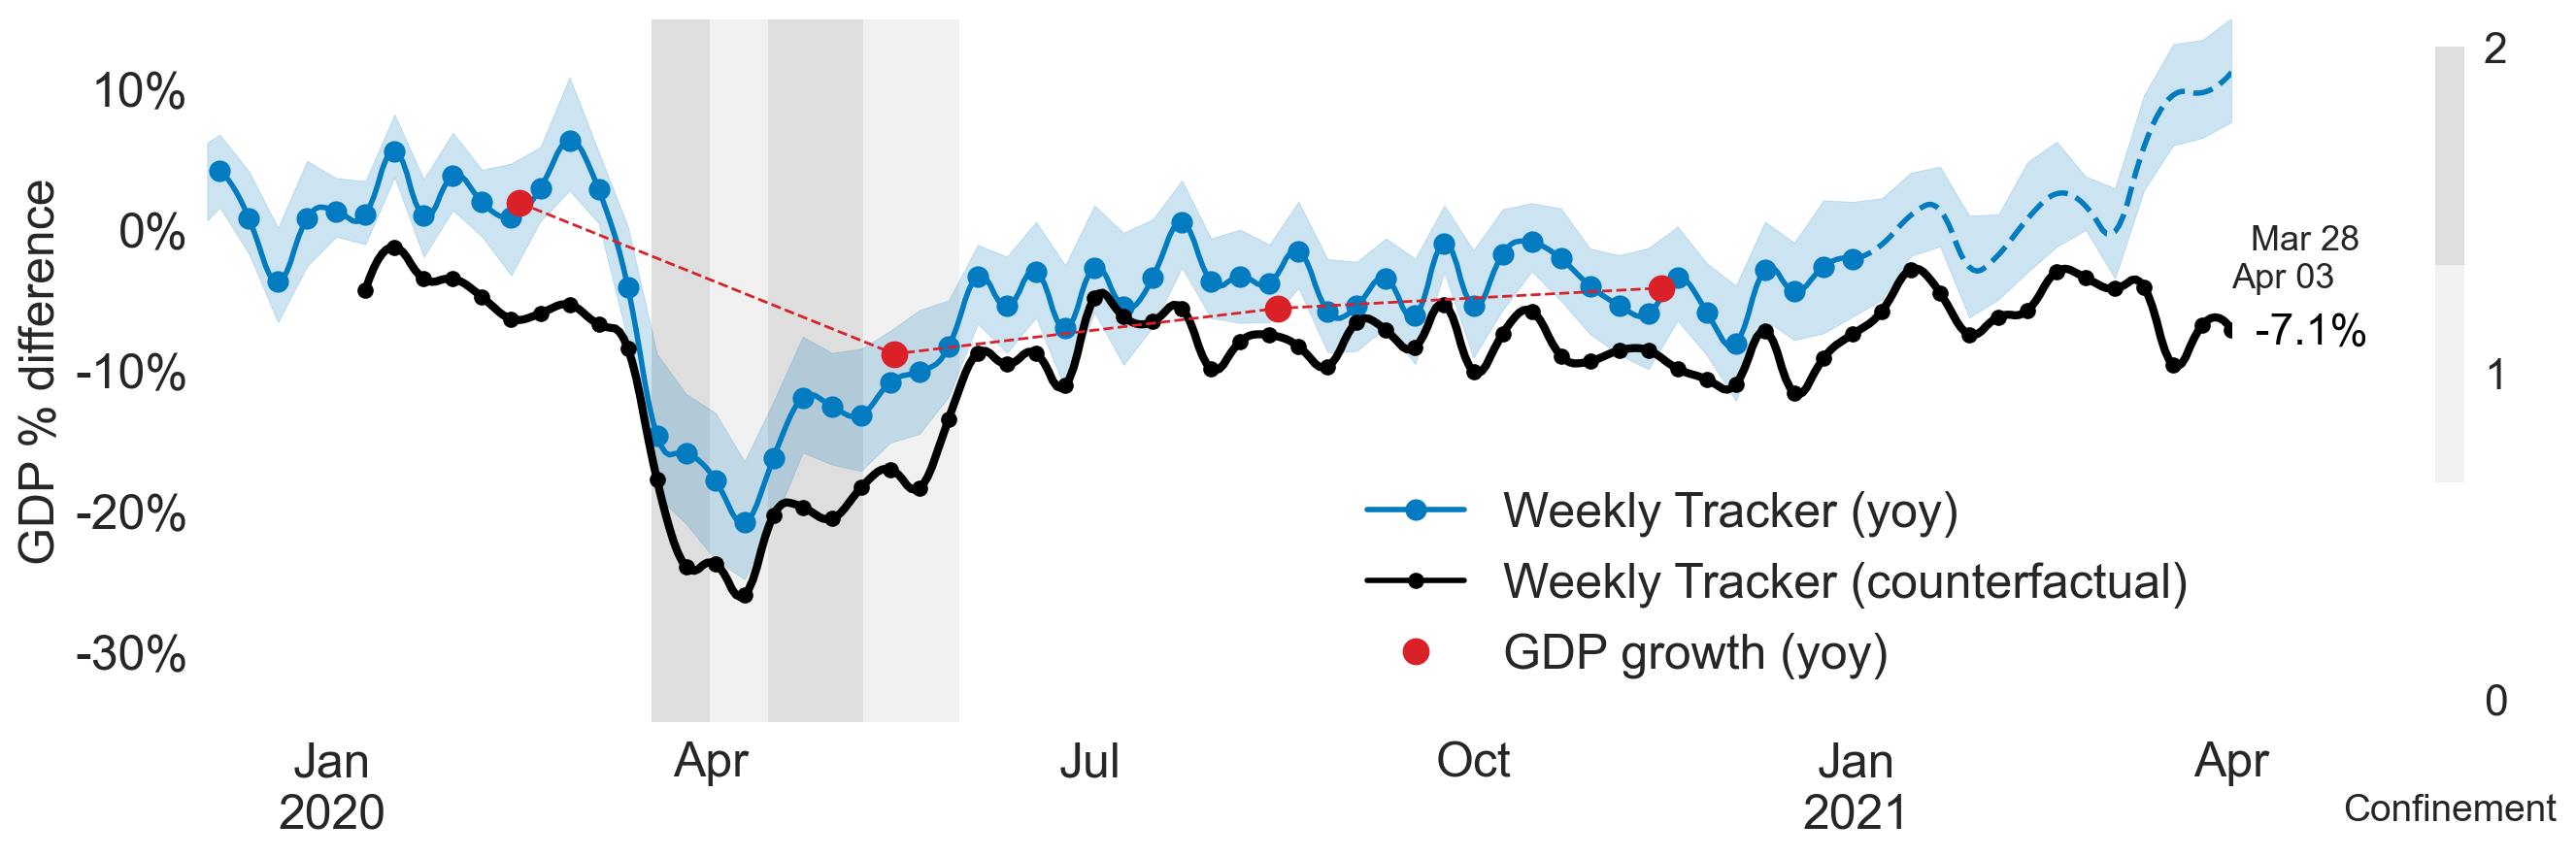 GDP % difference
10%
0%
-10%
-20%
-30%
Jan
2020
Apr
Jul
Oct
Jan
2021
Apr
Weekly Tracker (yoy)
Weekly Tracker (counterfactual)
GDP growth (yoy)
Mar 28
Apr 03
-7.1%
2
1
0
Confinement